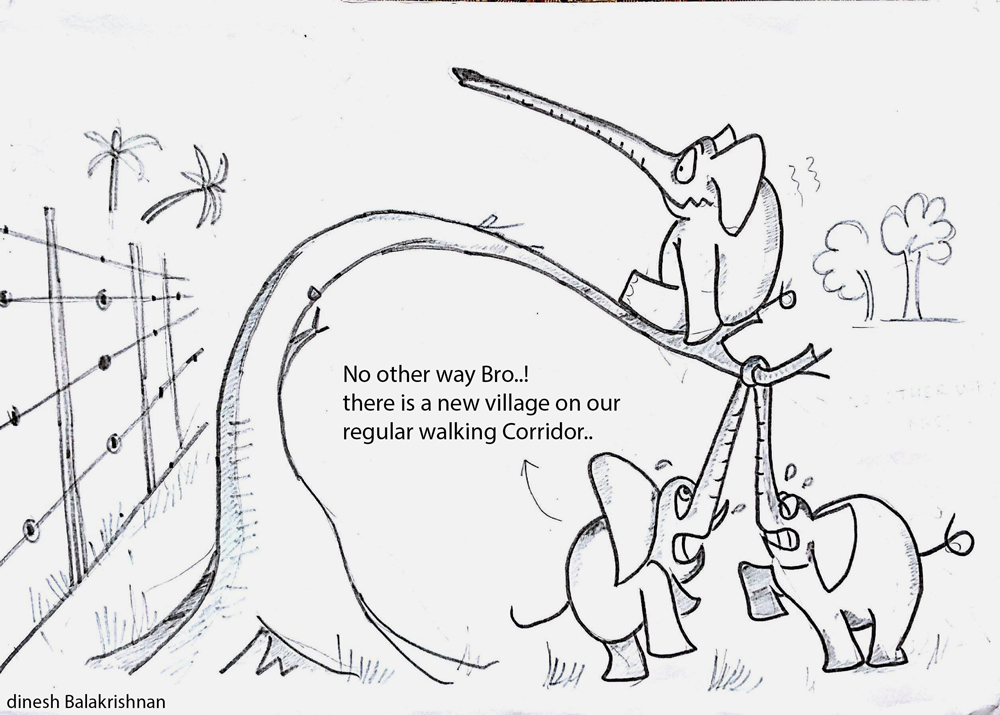 No other way Bro..!
there is a new village on our
regular walking Corridor..
dinesh Balakrishnan